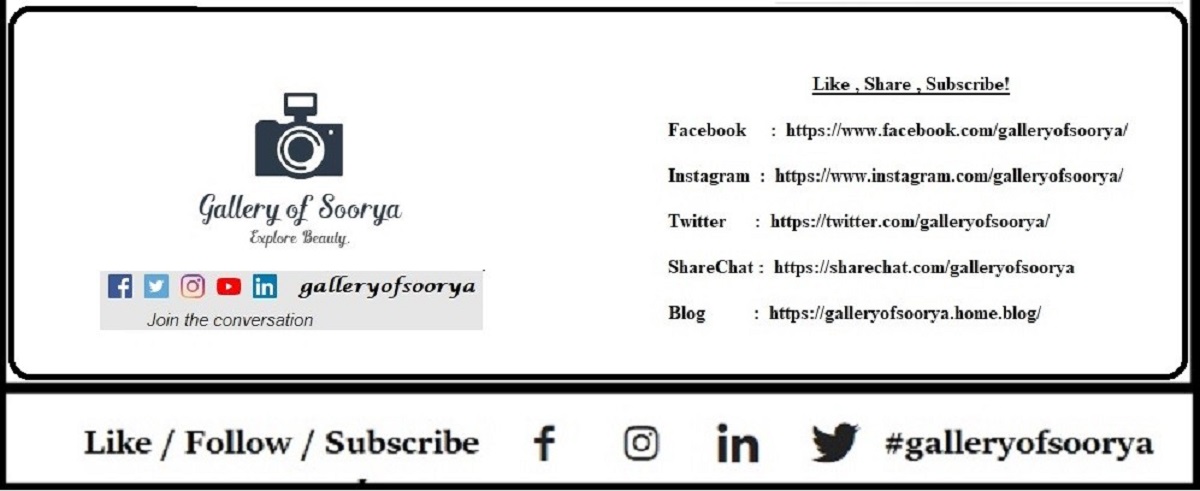 Gallery of Soorya
Explore Beauty.
galleryofsoorya
Join the conversation
Like , Share , Subscribe!
Facebook : https://www.facebook.com/galleryofsoorya/
Instagram : https://www.instagram.com/galleryofsoorya/
Twitter : https://twitter.com/galleryofsoorya/
ShareChat : https://sharechat.com/galleryofsoorya
Blog : https://galleryofsoorya.home.blog/
Like / Follow / Subscribe #galleryofsoorya